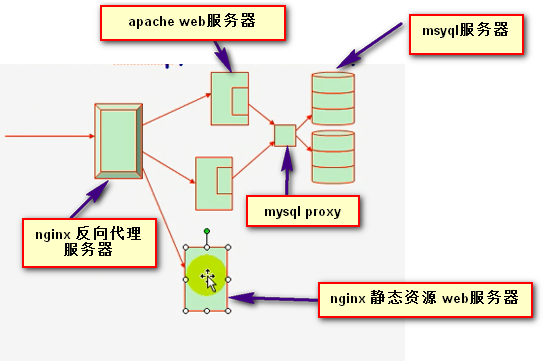 apache web服务器
msyql服务器
nginx 反向代理
服务器
mysql proxy
nginx 静态资源 web服务器